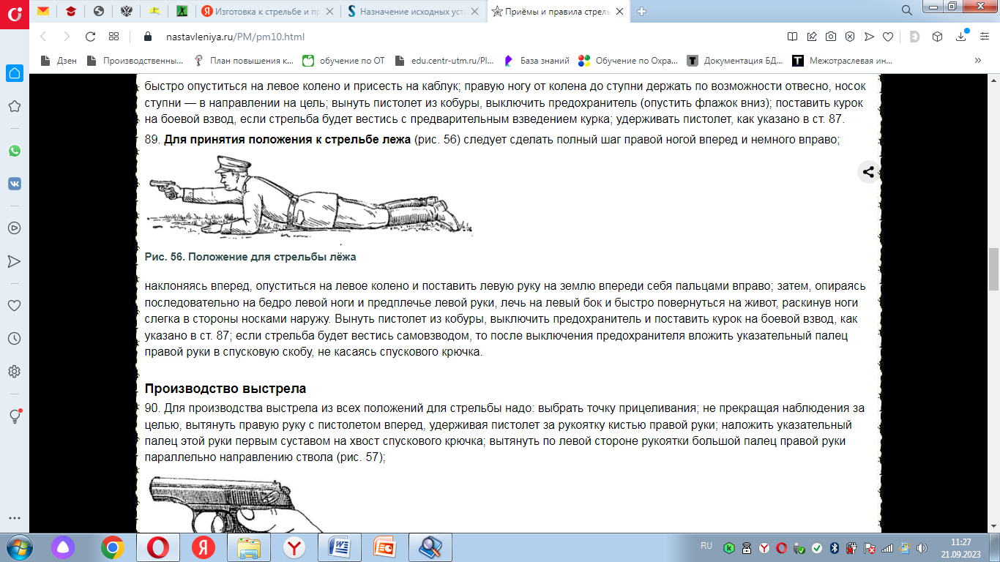 Изготовка к стрельбе и пр
Назначение исходных уст
Приёмы и правила стрель
nastavleniya.ru/PM/pm10.html
Дзен
Производственны...
План повышения к...
обучение по ОТ
edu.centr-utm.ru/Pl...
База знаний
Обучение по Охра...
Документация БД...
Межотраслевая ин...
быстро опуститься на левое колено и присесть на каблук; правую ногу от колена до ступни держать по возможности отвесно, носок
ступни — в направлении на цель; вынуть пистолет из кобуры, выключить предохранитель (опустить флажок вниз); поставить курок
на боевой взвод, если стрельба будет вестись с предварительным взведением курка; удерживать пистолет, как указано в ст. 87.
89. Для принятия положения к стрельбе лежа (рис. 56) следует сделать полный шаг правой ногой вперед и немного вправо;
Рис. 56. Положение для стрельбы лёжа
наклоняясь вперед, опуститься на левое колено и поставить левую руку на землю впереди себя пальцами вправо; затем, опираясь
последовательно на бедро левой ноги и предплечье левой руки, лечь на левый бок и быстро повернуться на живот, раскинув ноги
слегка в стороны носками наружу. Вынуть пистолет из кобуры, выключить предохранитель и поставить курок на боевой взвод, как
указано в ст. 87; если стрельба будет вестись самовзводом, то после выключения предохранителя вложить указательный палец
правой руки в спусковую скобу, не касаясь спускового крючка.
Производство выстрела
90. Для производства выстрела из всех положений для стрельбы надо: выбрать точку прицеливания; не прекращая наблюдения за
целью, вытянуть правую руку с пистолетом вперед, удерживая пистолет за рукоятку кистью правой руки; наложить указательный
палец этой руки первым суставом на хвост спускового крючка; вытянуть по левой стороне рукоятки большой палец правой руки
параллельно направлению ствола (рис. 57);
RU
11:27
21.09.2023